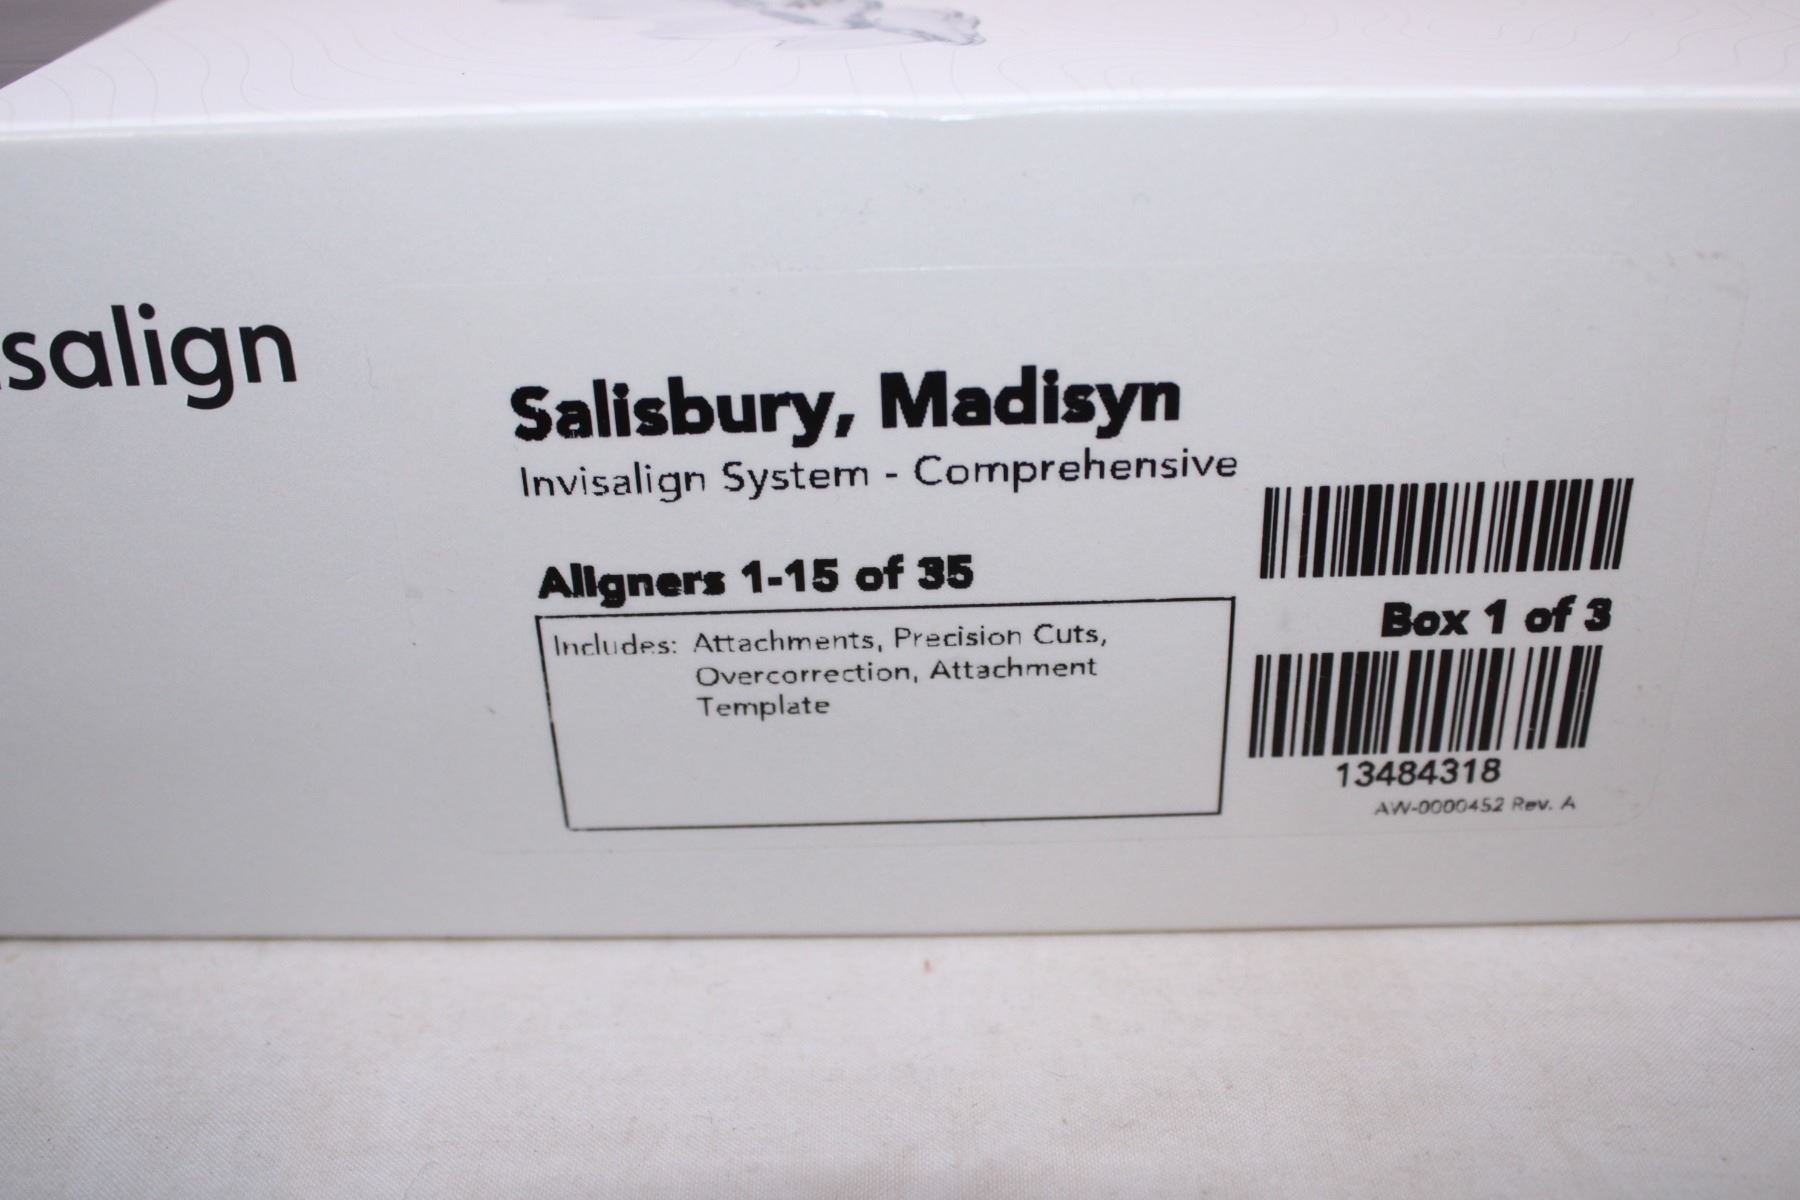 salign
Salisbury, Madisyn
Invisalign System - Comprehensive
Aligners 1-15 of 35
Includes: Attachments, Precision Cuts,
Overcorrection, Attachment
Template
Box 1 of 3
13484318
AW-0000452 Rev. A